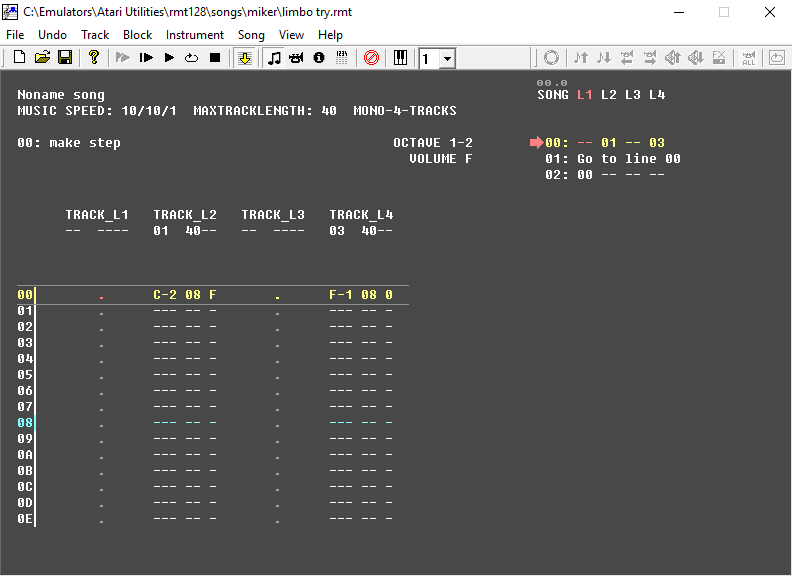 C:\Emulators\Atari Utilities\rmt128\songs\miker\limbo try.rmt
File Undo Track Block Instrument Song View Help
1
ALL
00.0
Noname song SONG L1 L2 L3 L4
MUSIC SPEED: 10/10/1 MAXTRACKLENGTH: 40 MONO-4-TRACKS
00: make step OCTAVE 1-2 00: -- 01 -- 03
VOLUME F 01: Go to line 00
02: 00 -- -- --
TRACK_L1 TRACK_L2 TRACK_L3 TRACK_L4
-- ---- 01 40-- -- ---- 03 40--
00 . C-2 08 F . F-1 08 0
01 . --- -- - . --- -- -
02 . --- -- - . --- -- -
03 . --- -- - . --- -- -
04 . --- -- - . --- -- -
05 . --- -- - . --- -- -
06 . --- -- - . --- -- -
07 . --- -- - . --- -- -
08 . --- -- - . --- -- -
09 . --- -- - . --- -- -
0A . --- -- - . --- -- -
0B . --- -- - . --- -- -
0C . --- -- - . --- -- -
0D . --- -- - . --- -- -
0E . --- -- - . --- -- -